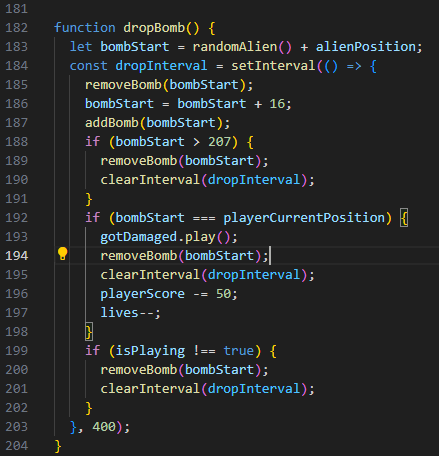 181
182 function dropBomb() {
183 let bombStart = randomAlien() + alienPosition;
184 const dropInterval = setInterval(() => {
185 removeBomb(bombStart);
186 bombStart = bombStart + 16;
187 addBomb(bombStart);
188 if (bombStart > 207) {
189 removeBomb(bombStart);
190 clearInterval(dropInterval);
191 }
192 if (bombStart === playerCurrentPosition) {
193 gotDamaged.play();
194 removeBomb(bombStart);
195 clearInterval(dropInterval);
196 playerScore -= 50;
197 lives--;
198 }
199 if (isPlaying !== true) {
200 removeBomb(bombStart);
201 clearInterval(dropInterval);
202 }
203 }, 400);
204 }